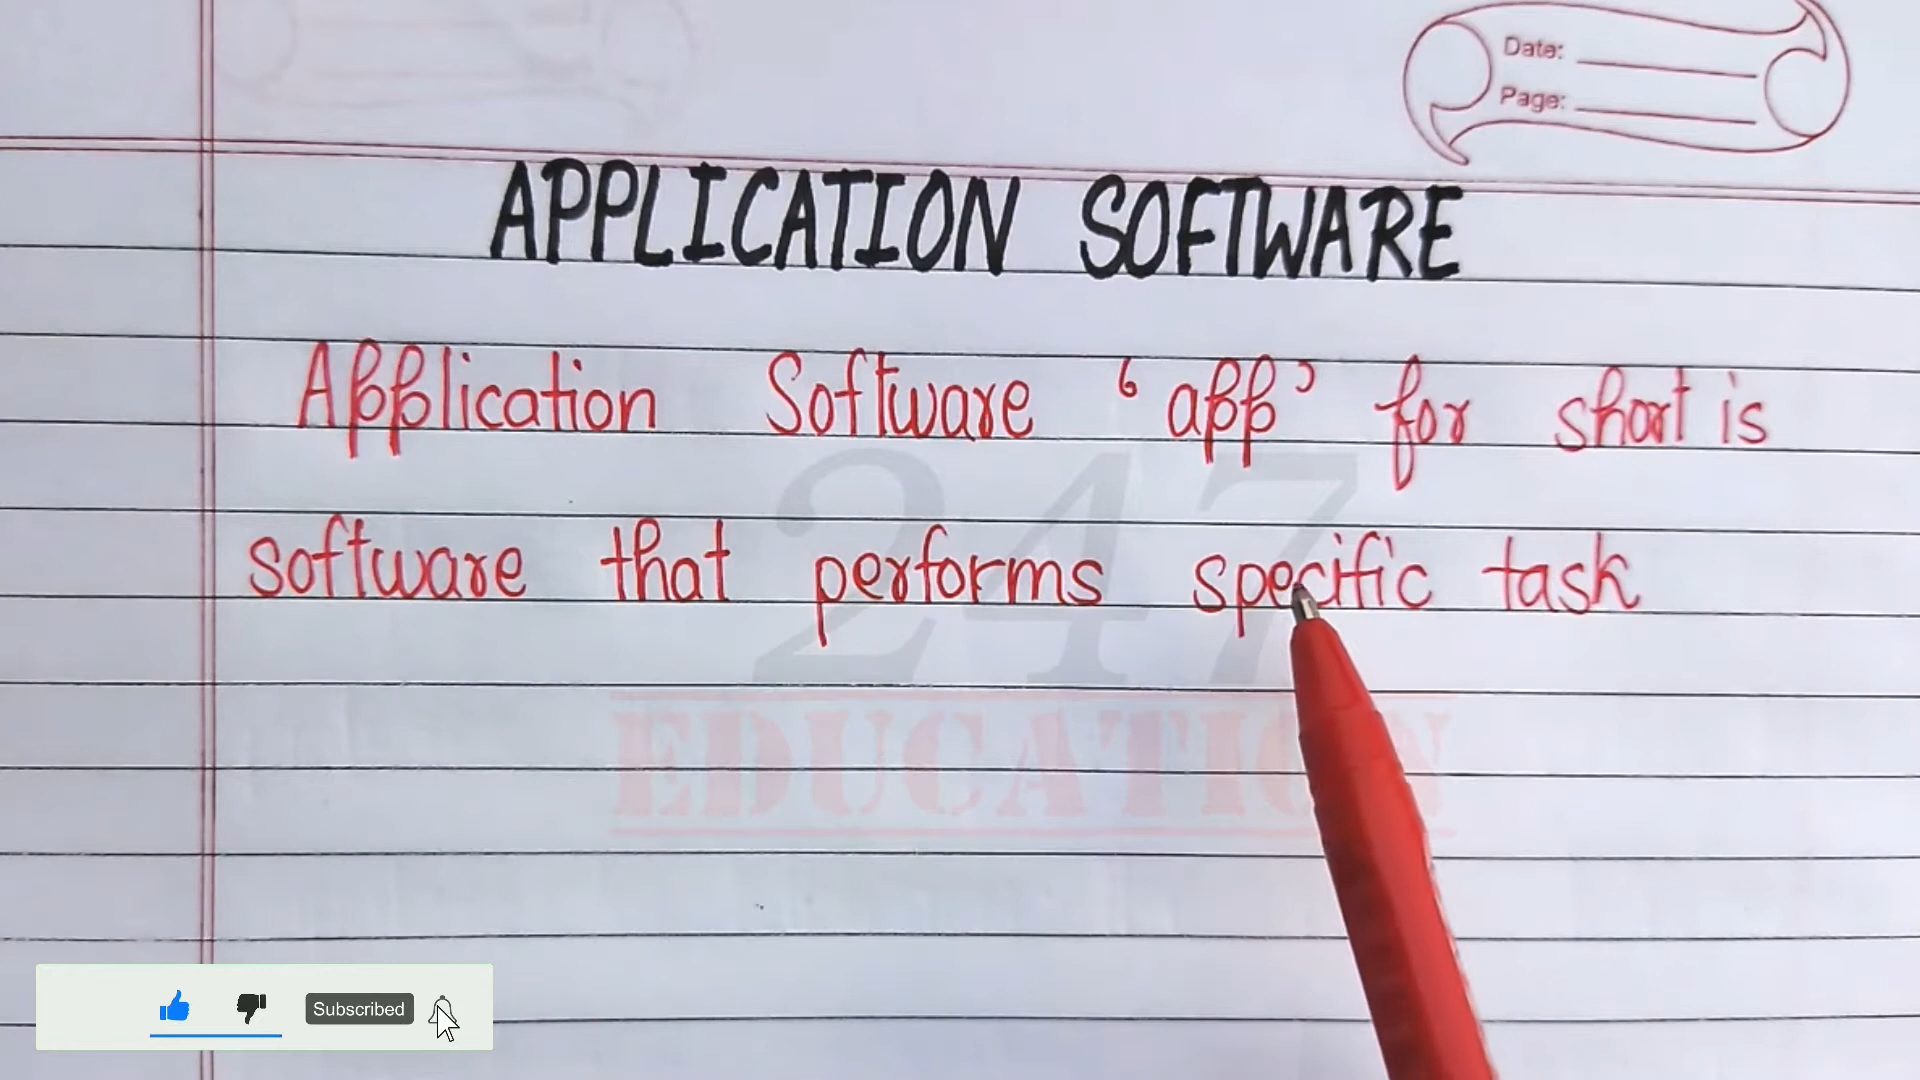 Date:
Page:
APPLICATION SOFTWARE
Application Software ‘app’ for short is
software that performs specific task
247
EDUCATION
Subscribed